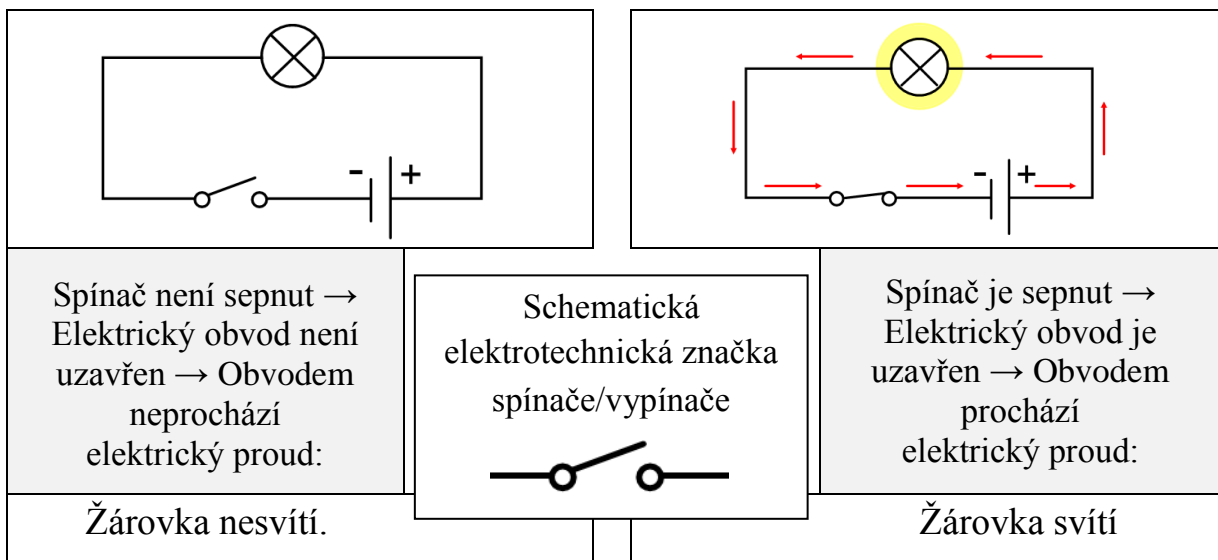 - +
- +
Spínač není sepnut →
Elektrický obvod není
uzavřen → Obvodem
neprochází
elektrický proud:
Žárovka nesvítí.
Schematická
elektrotechnická značka
spínače/vypínače
Spínač je sepnut →
Elektrický obvod je
uzavřen → Obvodem
prochází
elektrický proud:
Žárovka svítí